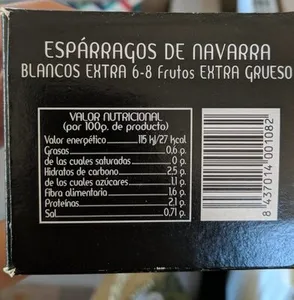 ESPÁRRAGOS DE NAVARRA
BLANCOS EXTRA 6-8 Frutos EXTRA GRUESO
VALOR NUTRICIONAL
(por 100g. de producto)
Valor energético.......115 kJ/27 kcal
Grasas...................0,6 g.
de las cuales saturadas.......0 g.
Hidratos de carbono.......2,5 g.
de los cuales azúcares.......1,1 g.
Fibra alimentaria.......1,6 g.
Proteínas.......2,1 g.
Sal.......0,71 g.
8 437014 001082